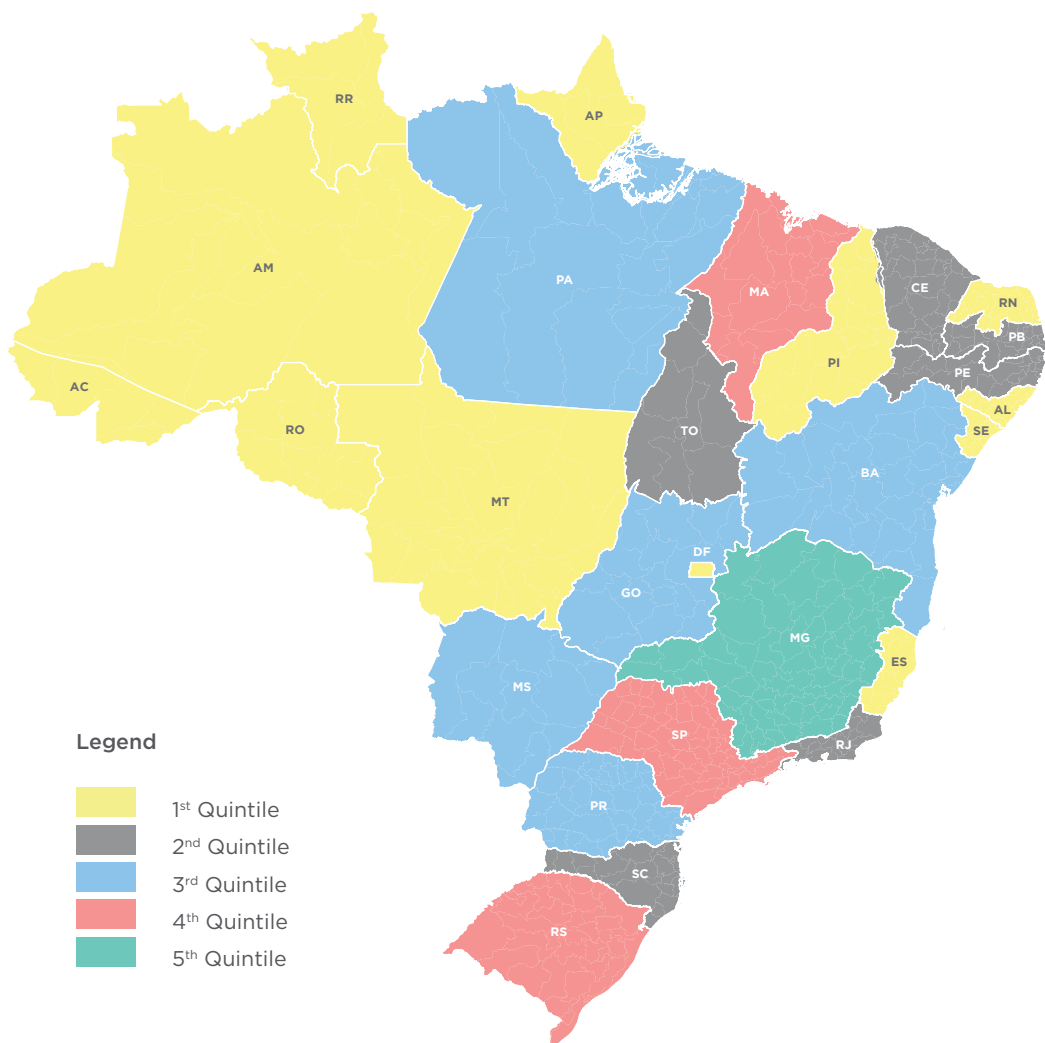 RR
AP
AM
PA
MA
CE
RN
PB
PI
PE
AC
AL
RO
TO
SE
BA
MT
DF
GO
MG
ES
MS
SP
RJ
PR
SC
RS
Legend
1st Quintile
2nd Quintile
3rd Quintile
4th Quintile
5th Quintile